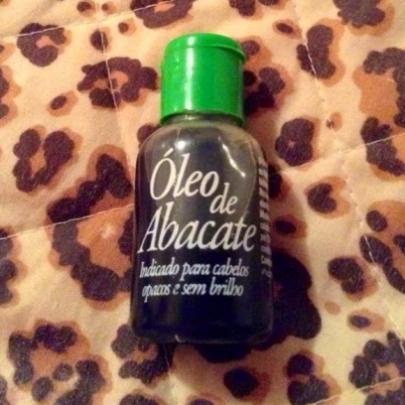 Óleo
de
Abacate
Indicado para cabelos
opacos e sem brilho